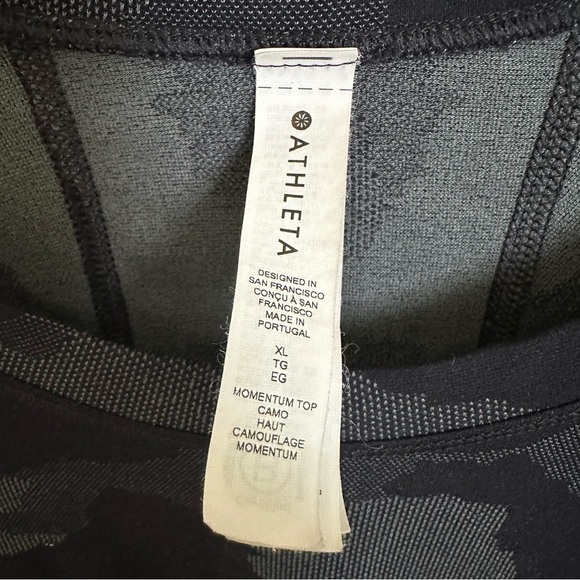 ATHLETA
DESIGNED IN
SAN FRANCISCO
CONÇU À SAN
FRANCISCO
MADE IN
PORTUGAL
XL
TG
EG
MOMENTUM TOP
CAMO
HAUT
CAMOUFLAGE
MOMENTUM